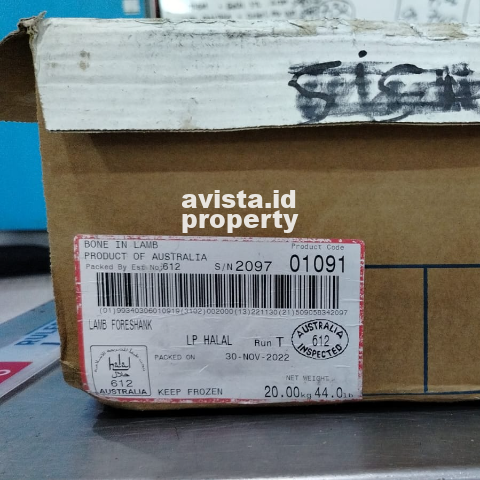 avista.id
property
BONE IN LAMB
PRODUCT OF AUSTRALIA
Product Code
Packed By Est No: 612 S/N 2097 01091
LAMB FORESHANK
LP HALAL Run T
AUSTRALIA
612
INSPECTED
PACKED ON 30-NOV-2022
halal
612
AUSTRALIA
KEEP FROZEN
NET WEIGHT
20.00kg 44.0lb